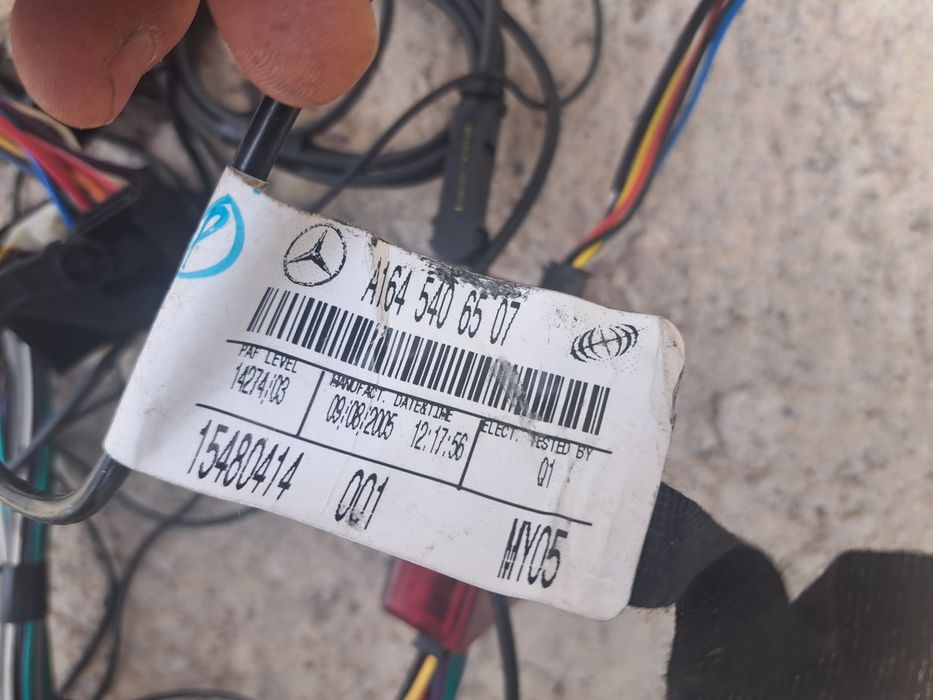 P
A164 540 65 07
PAF LEVEL
14274;03
MANUFACT. DATE&TIME
09/08/2005 12:17:56
ELECT. TESTED BY
Q1
15480414 001 MY05